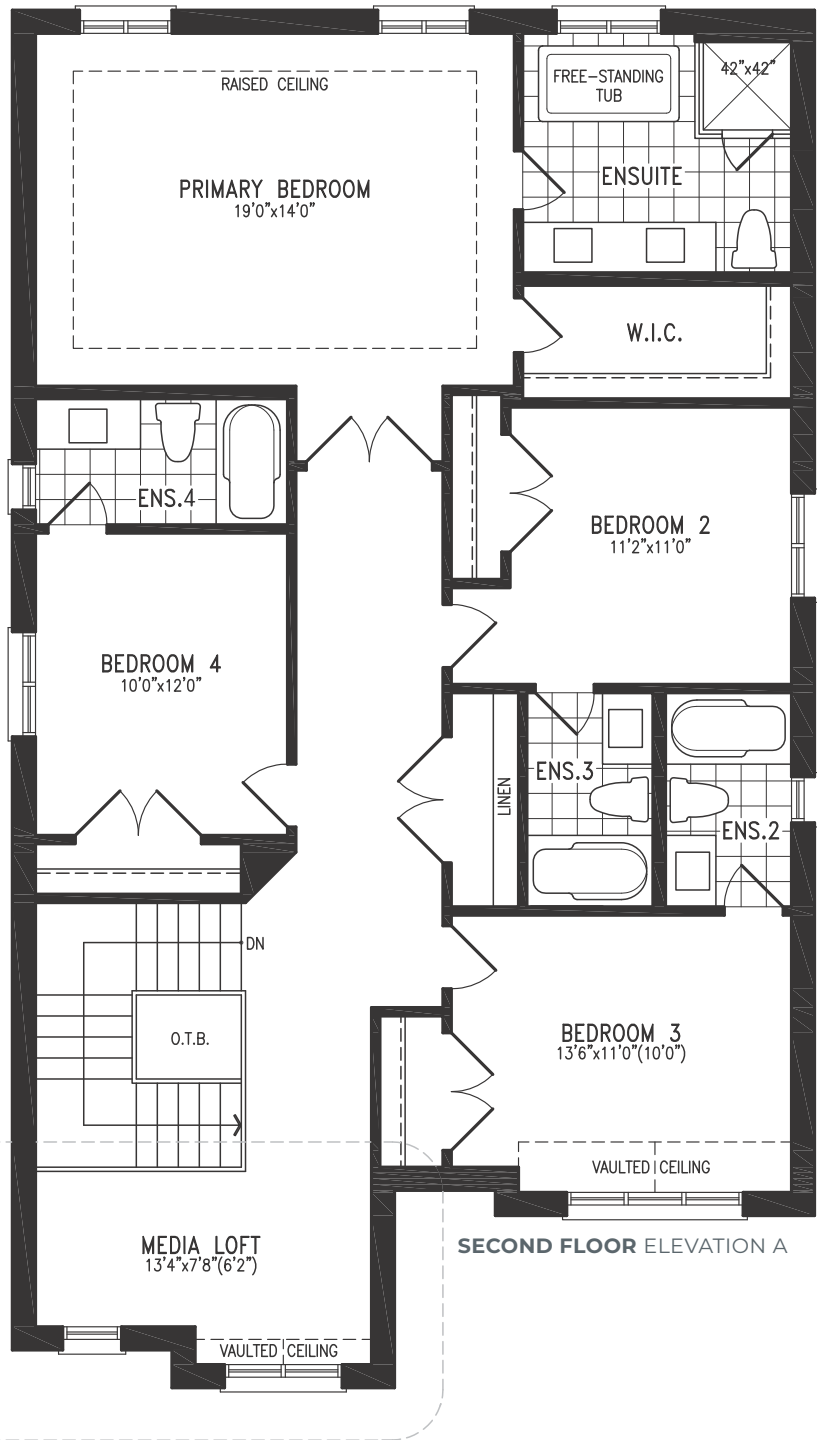 RAISED CEILING
PRIMARY BEDROOM
19'0"x14'0"
FREE-STANDING
TUB
42"x42"
ENSUITE
W.I.C.
ENS.4
BEDROOM 2
11'2"x11'0"
BEDROOM 4
10'0"x12'0"
LINEN
ENS.3
ENS.2
DN
O.T.B.
BEDROOM 3
13'6"x11'0"(10'0")
VAULTED CEILING
MEDIA LOFT
13'4"x7'8"(6'2")
SECOND FLOOR ELEVATION A
VAULTED CEILING